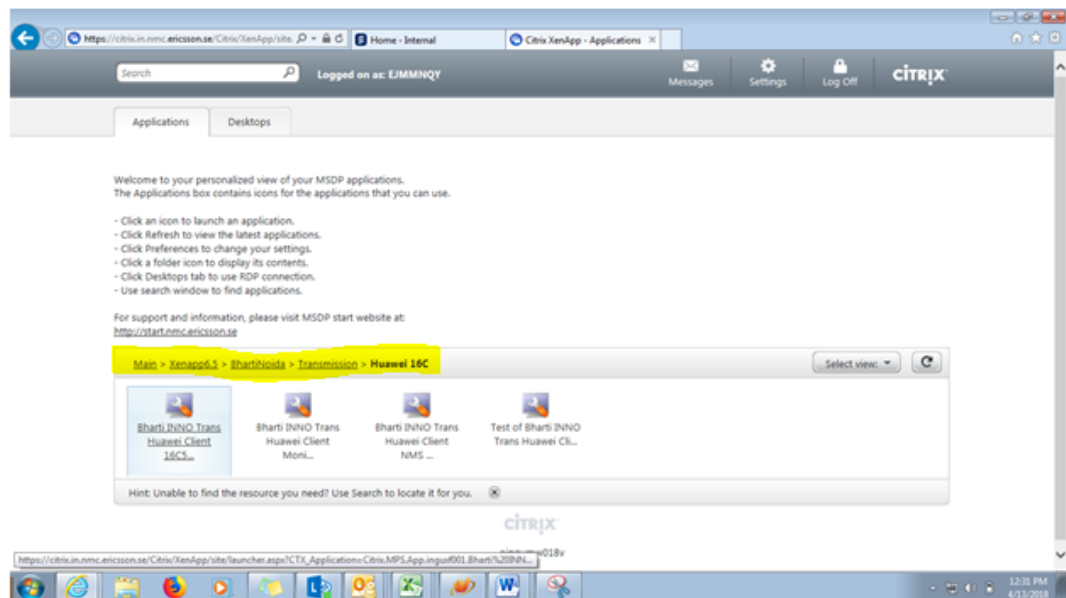 https://citrix.in.nmc.ericsson.se/Citrix/XenApp/site
Home - Internal
Citrix XenApp - Applications
Search
Logged on as: EJMMNQY
Messages
Settings
Log Off
CITRIX
Applications
Desktops
Welcome to your personalized view of your MSDP applications.
The Applications box contains icons for the applications that you can use.
- Click an icon to launch an application.
- Click Refresh to view the latest applications.
- Click Preferences to change your settings.
- Click a folder icon to display its contents.
- Click Desktops tab to use RDP connection.
- Use search window to find applications.
For support and information, please visit MSDP start website at:
http://start.nmc.ericsson.se
Main > Xenapp6.5 > BhartiNoida > Transmission > Huawei 16C
Select view:
Bharti INNO Trans
Huawei Client
16C5...
Bharti INNO Trans
Huawei Client
Moni...
Bharti INNO Trans
Huawei Client
NMS ...
Test of Bharti INNO
Trans Huawei Cli...
Hint: Unable to find the resource you need? Use Search to locate it for you.
CITRIX
https://citrix.in.nmc.ericsson.se/Citrix/XenApp/site/launcher.aspx?CTX_Application=Citrix.MPS.App.
12:31 PM
4/13/2018